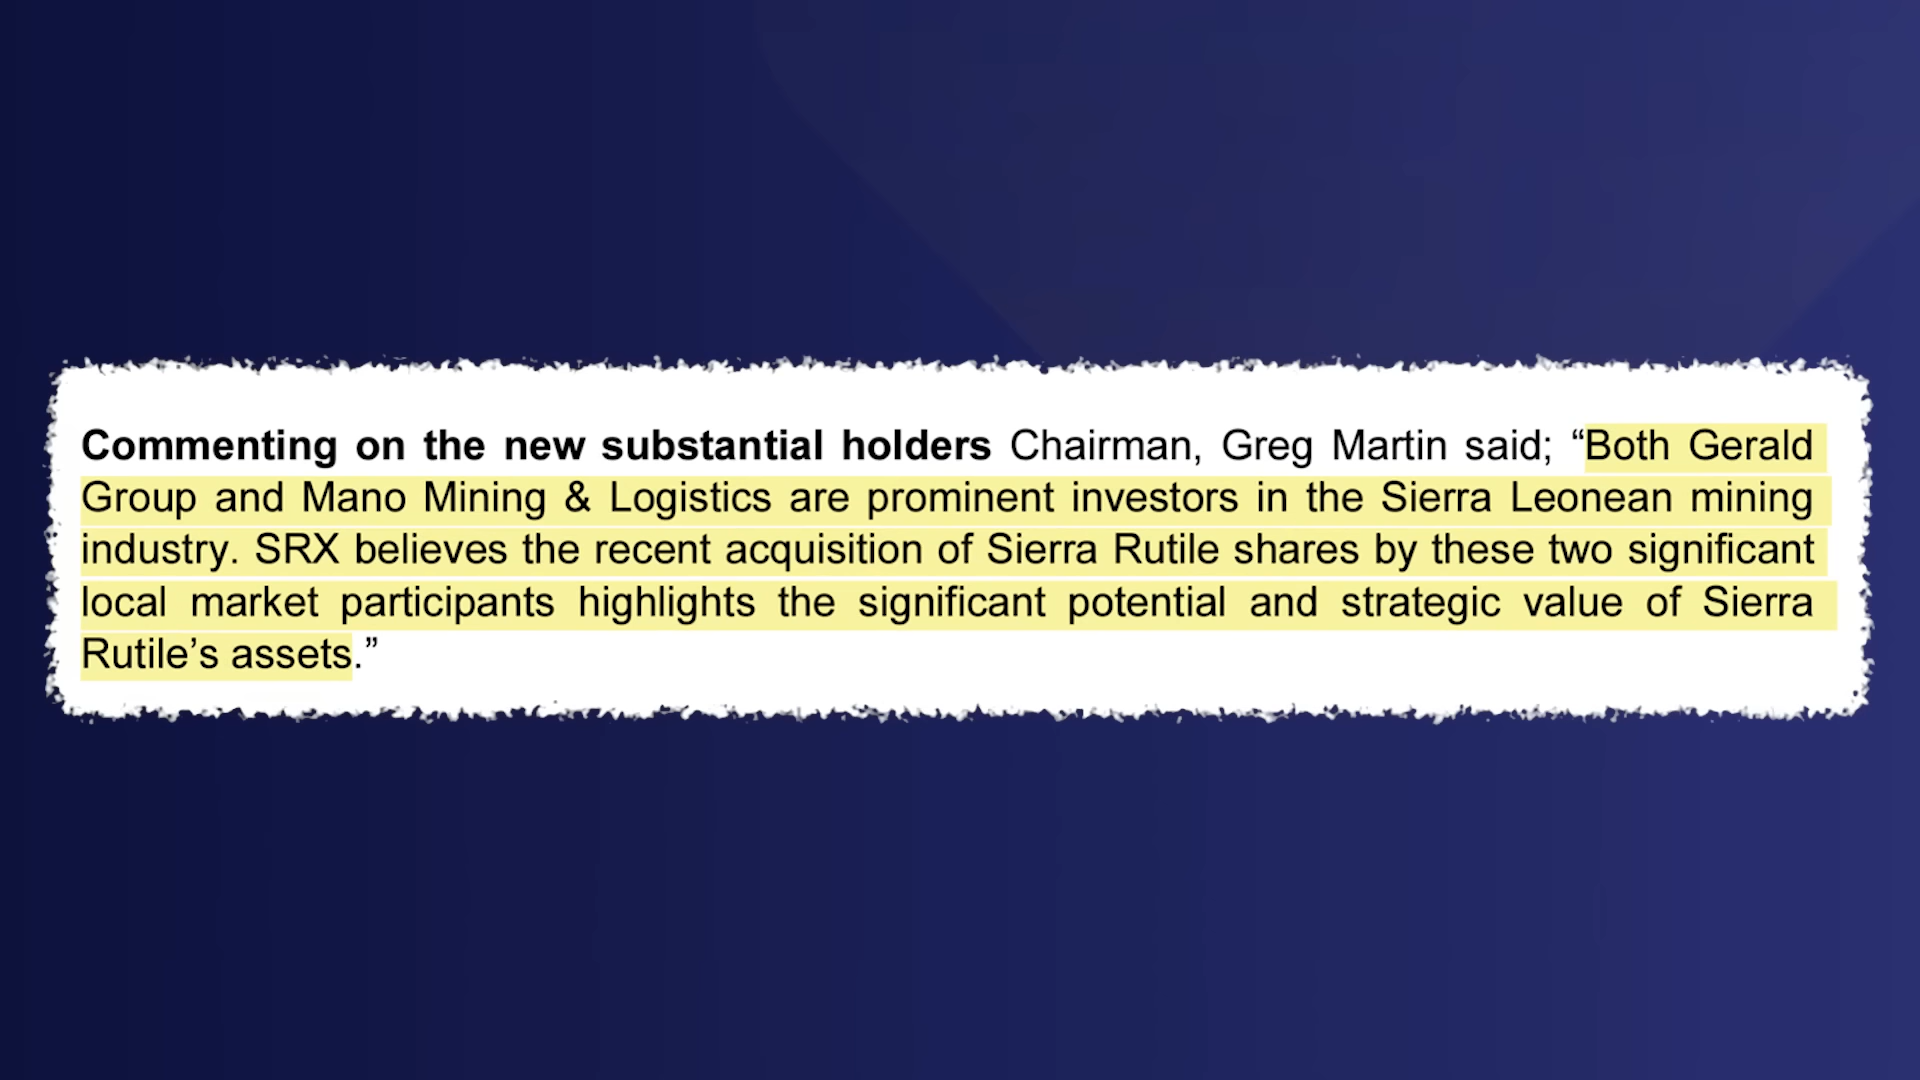 Commenting on the new substantial holders Chairman, Greg Martin said; “Both Gerald
Group and Mano Mining & Logistics are prominent investors in the Sierra Leonean mining
industry. SRX believes the recent acquisition of Sierra Rutile shares by these two significant
local market participants highlights the significant potential and strategic value of Sierra
Rutile’s assets.”